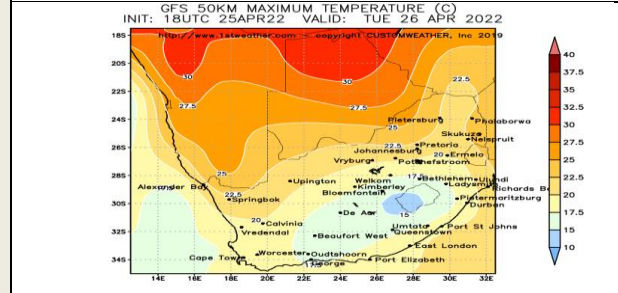 GFS 50KM MAXIMUM TEMPERATURE (C)
INIT: 18UTC 25APR22 VALID: TUE 26 APR 2022
http://www.1stweather.com - copyright CUSTOMWEATHER, Inc 2019
18S
20S
22S
24S
26S
28S
30S
32S
34S
14E 16E 18E 20E 22E 24E 26E 28E 30E 32E
40
37.5
35
32.5
30
27.5
25
22.5
20
17.5
15
10
30
30
27.5
27.5
22.5
25
Pietersburg
Phalaborwa
Skukuza
Nelspruit
22.5
Pretoria
Johannesburg
20
Ermelo
Vryburg
Potchefstroom
25
17.5
Bethlehem
Ulundi
Welkom
Kimberley
Ladysmith
Richards B
Bloemfontein
Upington
Alexander Bay
17.5
22.5
Springbok
Pietermaritzburg
Durban
De Aar
15
20
Calvinia
Vredendal
Beaufort West
Umtata
Port St Johns
Queenstown
East London
Worcester
Oudtshoorn
Cape Town
17.5
George
Port Elizabeth